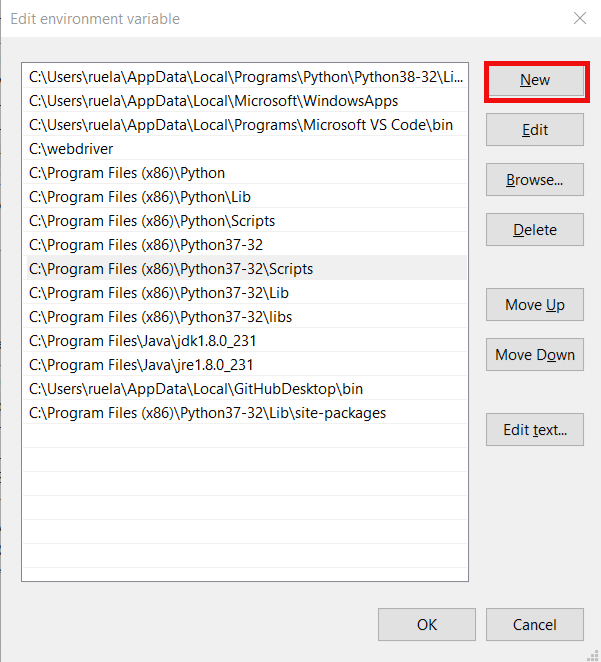 Edit environment variable
C:\Users\ruela\AppData\Local\Programs\Python\Python38-32\Li...
C:\Users\ruela\AppData\Local\Microsoft\WindowsApps
C:\Users\ruela\AppData\Local\Programs\Microsoft VS Code\bin
C:\webdriver
C:\Program Files (x86)\Python
C:\Program Files (x86)\Python\Lib
C:\Program Files (x86)\Python\Scripts
C:\Program Files (x86)\Python37-32
C:\Program Files (x86)\Python37-32\Scripts
C:\Program Files (x86)\Python37-32\Lib
C:\Program Files (x86)\Python37-32\libs
C:\Program Files\Java\jdk1.8.0_231
C:\Program Files\Java\jre1.8.0_231
C:\Users\ruela\AppData\Local\GitHubDesktop\bin
C:\Program Files (x86)\Python37-32\Lib\site-packages
New
Edit
Browse...
Delete
Move Up
Move Down
Edit text...
OK
Cancel